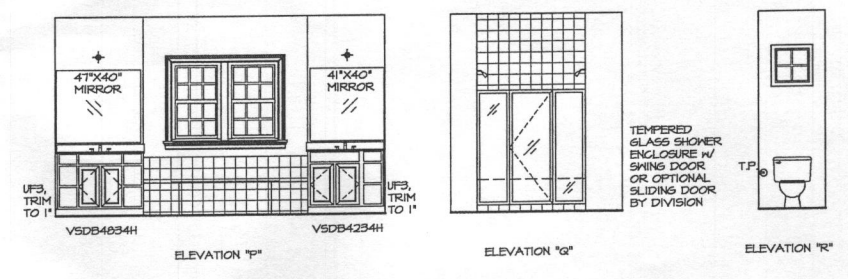 47"X40"
MIRROR
41"X40"
MIRROR
UF3,
TRIM
TO 1"
UF3,
TRIM
TO 1"
VSDB4834H
VSDB4234H
ELEVATION "P"
TEMPERED
GLASS SHOWER
ENCLOSURE W/
SWING DOOR
OR OPTIONAL
SLIDING DOOR
BY DIVISION
ELEVATION "Q"
T.P.
ELEVATION "R"